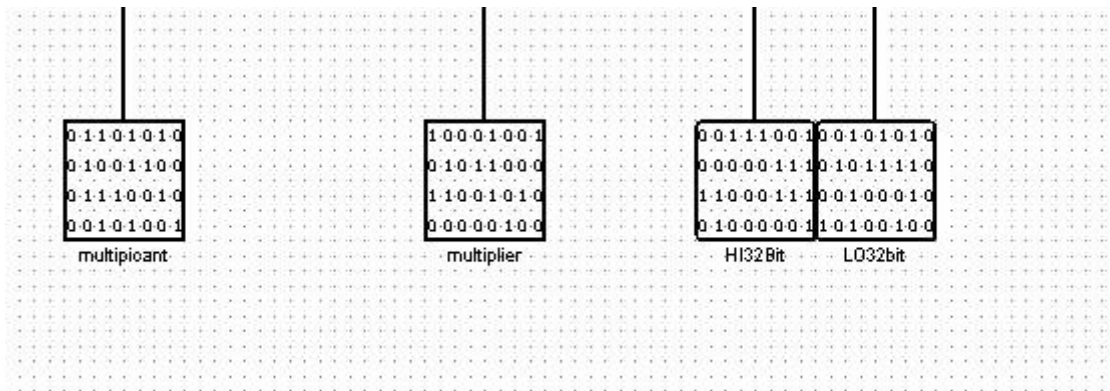 0 1 1 0 1 0 1 0 1 0 0 0 1 0 0 1 0 0 1 1 1 0 0 1 0 0 1 0 1 0 1 0
0 1 0 0 1 1 0 0 0 1 0 1 1 0 0 0 0 0 0 0 0 1 1 1 0 1 0 1 1 1 1 0
0 1 1 1 0 0 1 0 1 1 0 0 1 0 1 0 1 1 0 0 0 1 1 1 0 0 1 0 0 0 1 0
0 0 1 0 1 0 0 1 0 0 0 0 0 1 0 0 0 1 0 0 0 0 0 1 1 0 1 0 0 1 0 0
multipicant multiplier HI32Bit LO32bit